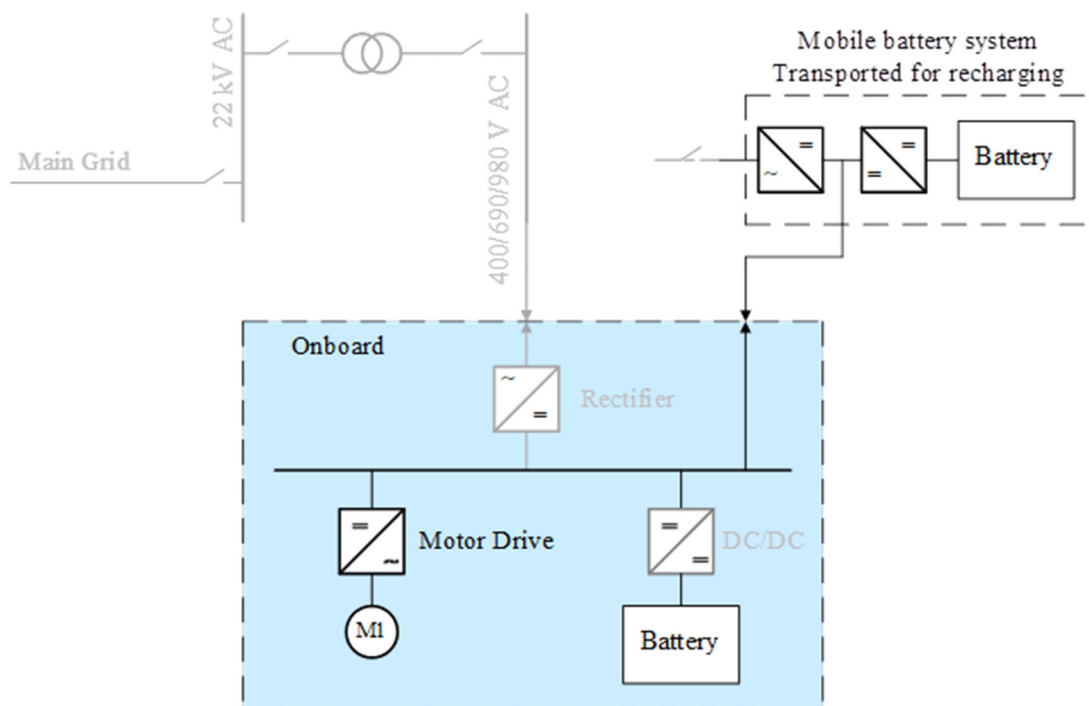 Mobile battery system
Transported for recharging
22 kV AC
Main Grid
400/690/980 V AC
~
=
=
=
Battery
Onboard
~
=
Rectifier
=
~
Motor Drive
=
=
DC/DC
M1
Battery